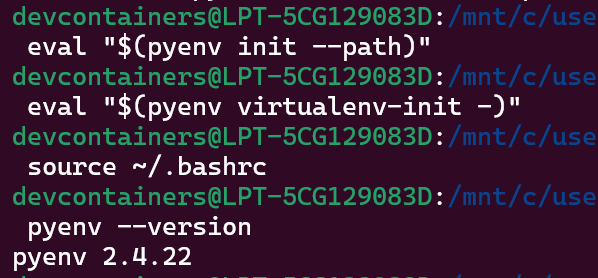 devcontainers@LPT-5CG129083D:/mnt/c/use
eval "$(pyenv init --path)"
devcontainers@LPT-5CG129083D:/mnt/c/use
eval "$(pyenv virtualenv-init -)"
devcontainers@LPT-5CG129083D:/mnt/c/use
source ~/.bashrc
devcontainers@LPT-5CG129083D:/mnt/c/use
pyenv --version
pyenv 2.4.22